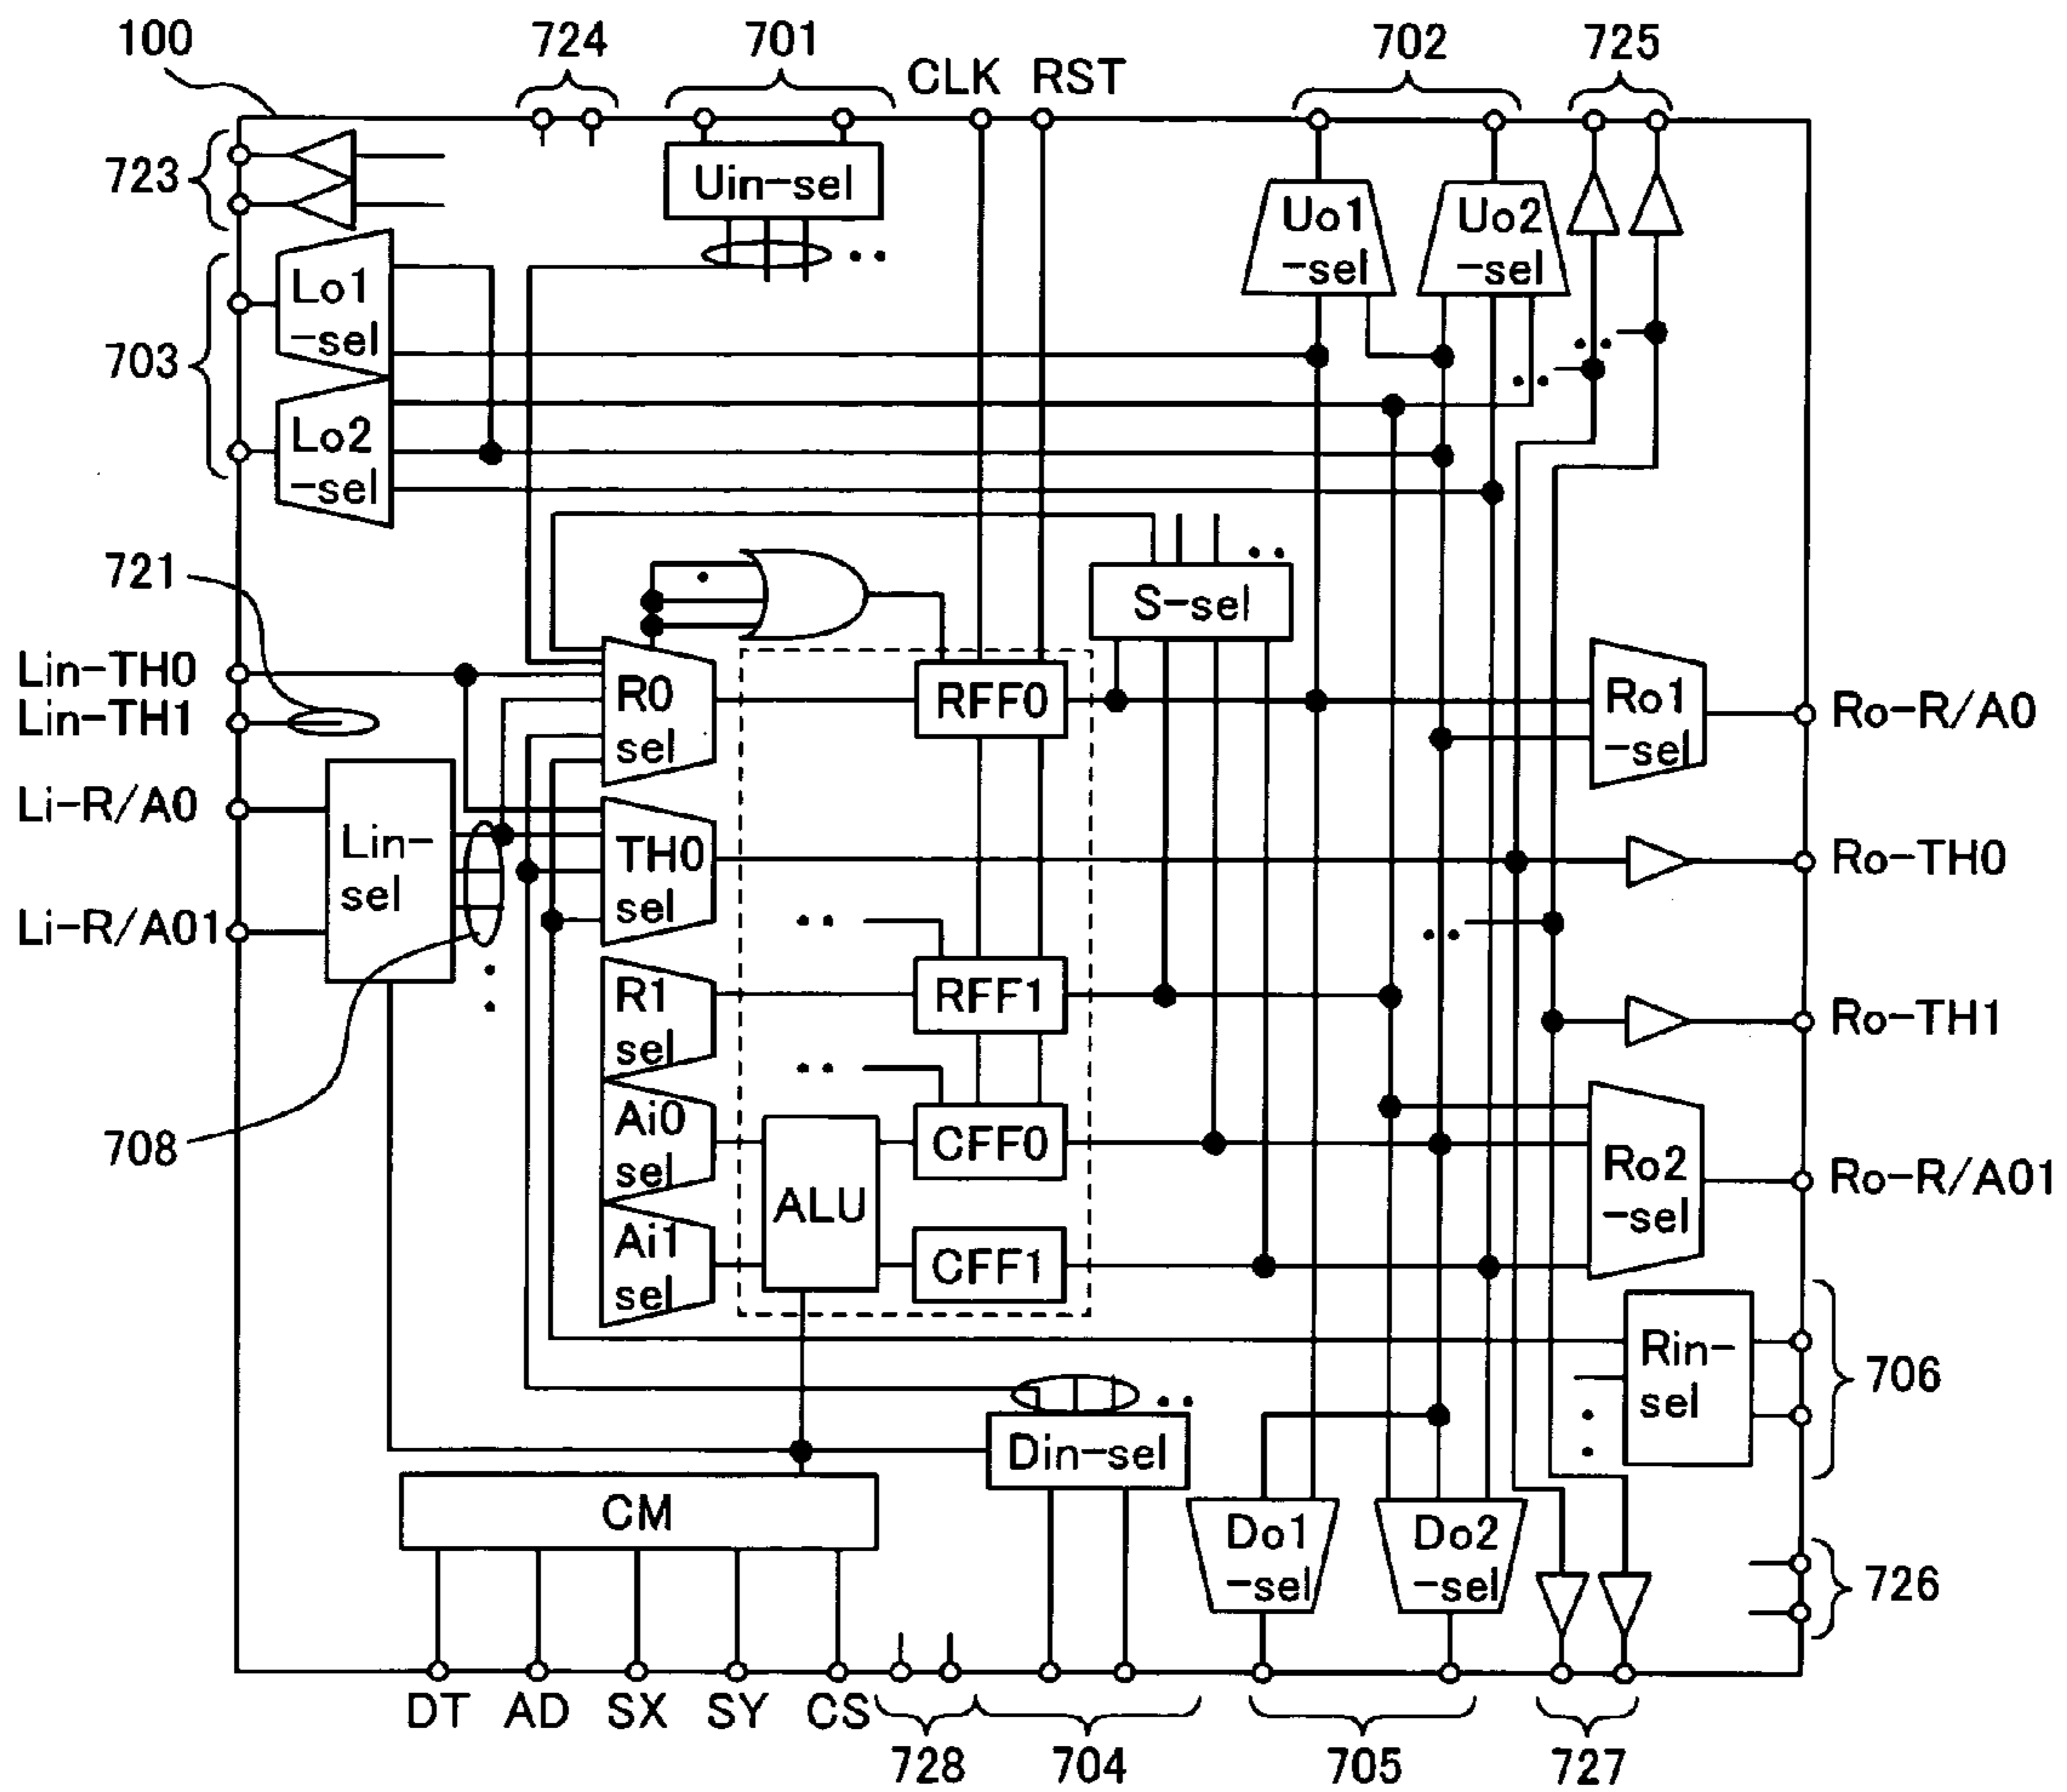 100
724
701
CLK
RST
702
725
723
Uin-sel
Uo1
-sel
Uo2
-sel
Lo1
-sel
703
Lo2
-sel
721
S-sel
Lin-TH0
Lin-TH1
R0
sel
RFF0
Ro1
-sel
Ro-R/A0
Li-R/A0
Lin-
sel
TH0
sel
Ro-TH0
Li-R/A01
R1
sel
RFF1
Ro-TH1
708
Ai0
sel
CFF0
ALU
Ro2
-sel
Ro-R/A01
Ai1
sel
CFF1
Rin-
sel
706
Din-sel
CM
Do1
-sel
Do2
-sel
726
DT
AD
SX
SY
CS
728
704
705
727